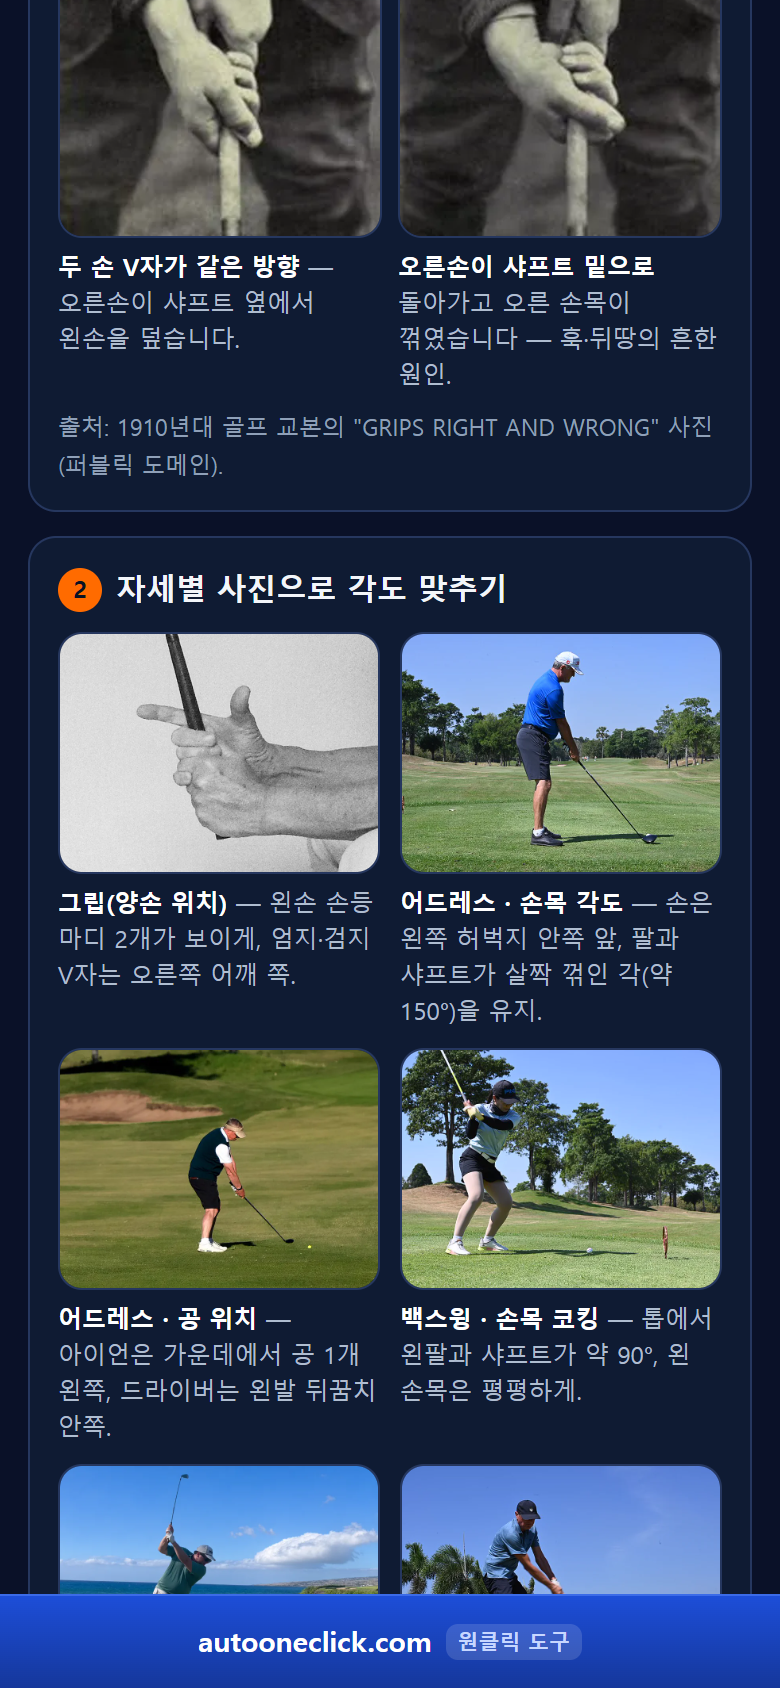 두 손 V자가 같은 방향 —
오른손이 샤프트 옆에서
왼손을 덮습니다.
오른손이 샤프트 밑으로
돌아가고 오른 손목이
꺾였습니다 — 훅·뒤땅의 흔한
원인.
출처: 1910년대 골프 교본의 "GRIPS RIGHT AND WRONG" 사진
(퍼블릭 도메인).
2 자세별 사진으로 각도 맞추기
그립(양손 위치) — 왼손 손등
마디 2개가 보이게, 엄지·검지
V자는 오른쪽 어깨 쪽.
어드레스 · 손목 각도 — 손은
왼쪽 허벅지 안쪽 앞, 팔과
샤프트가 살짝 꺾인 각(약
150°)을 유지.
어드레스 · 공 위치 —
아이언은 가운데에서 공 1개
왼쪽, 드라이버는 왼발 뒤꿈치
안쪽.
백스윙 · 손목 코킹 — 톱에서
왼팔과 샤프트가 약 90°, 왼
손목은 평평하게.
autooneclick.com 원클릭 도구